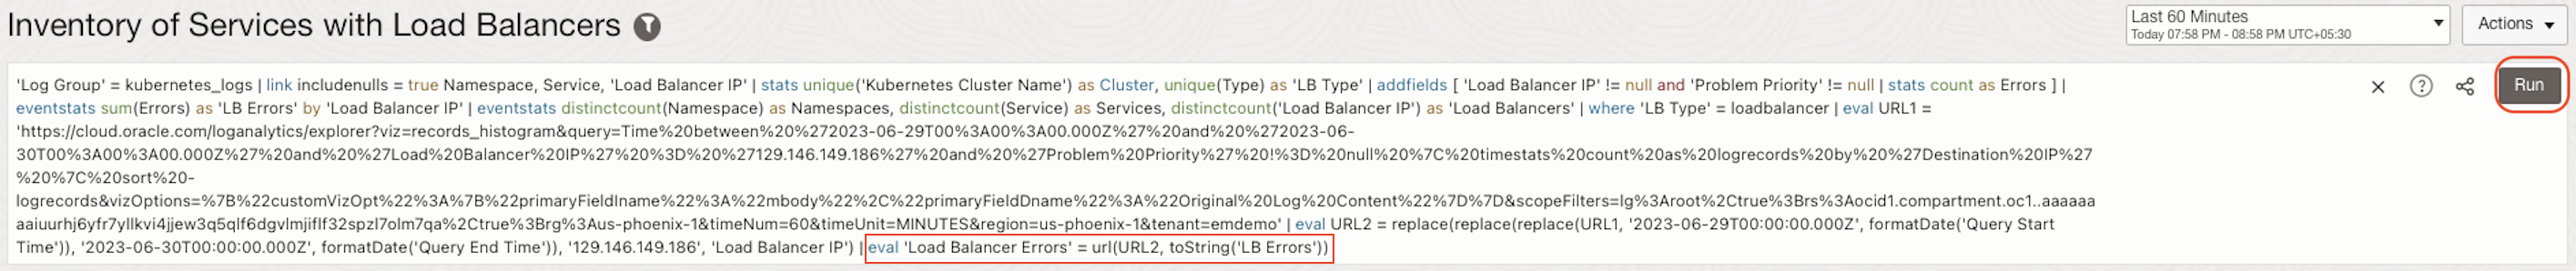 Inventory of Services with Load Balancers
Last 60 Minutes
Today 07:58 PM - 08:58 PM UTC+05:30
Actions
'Log Group' = kubernetes_logs | link includenulls = true Namespace, Service, 'Load Balancer IP' | stats unique('Kubernetes Cluster Name') as Cluster, unique(Type) as 'LB Type' | addfields [ 'Load Balancer IP' != null and 'Problem Priority' != null | stats count as Errors ] |
eventstats sum(Errors) as 'LB Errors' by 'Load Balancer IP' | eventstats distinctcount(Namespace) as Namespaces, distinctcount(Service) as Services, distinctcount('Load Balancer IP') as 'Load Balancers' | where 'LB Type' = loadbalancer | eval URL1 =
'https://cloud.oracle.com/loganalytics/explorer?viz=records_histogram&query=Time%20between%20%272023-06-29T00%3A00%3A00.000Z%27%20and%20%272023-06-
30T00%3A00%3A00.000Z%27%20and%20%27Load%20Balancer%20IP%27%20%3D%20%27129.146.149.186%27%20and%20%27Problem%20Priority%27%20!%3D%20null%20%7C%20timestats%20count%20as%20logrecords%20by%20%27Destination%20IP%27
%20%7C%20sort%20-
logrecords&vizOptions=%7B%22customVizOpt%22%3A%7B%22primaryFieldIname%22%3A%22mbody%22%2C%22primaryFieldDname%22%3A%22Original%20Log%20Content%22%7D%7D&scopeFilters=lg%3Aroot%2Ctrue%3Brs%3Aocid1.compartment.oc1..aaaaaa
aaiuurhj6yfr7yllkvi4jjew3q5qlf6dgvlmjiflf32spzl7olm7qa%2Ctrue%3Brg%3Aus-phoenix-1&timeNum=60&timeUnit=MINUTES&region=us-phoenix-1&tenant=emdemo' | eval URL2 = replace(replace(replace(URL1, '2023-06-29T00:00:00.000Z', formatDate('Query Start
Time')), '2023-06-30T00:00:00.000Z', formatDate('Query End Time')), '129.146.149.186', 'Load Balancer IP') | eval 'Load Balancer Errors' = url(URL2, toString('LB Errors'))
Run